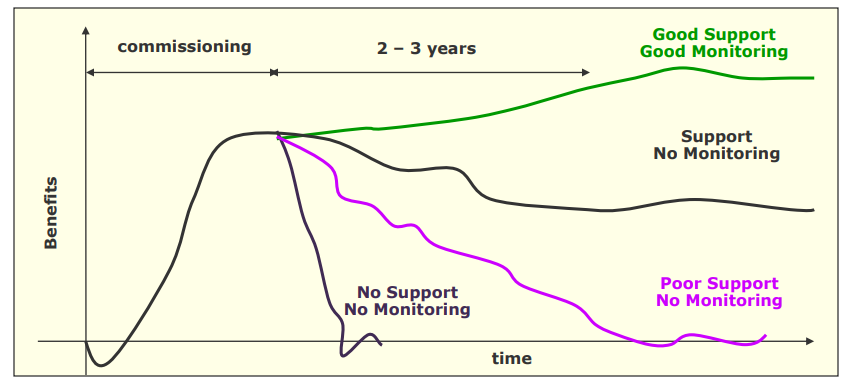 commissioning
2 – 3 years
Good Support
Good Monitoring
Support
No Monitoring
Benefits
No Support
No Monitoring
Poor Support
No Monitoring
time